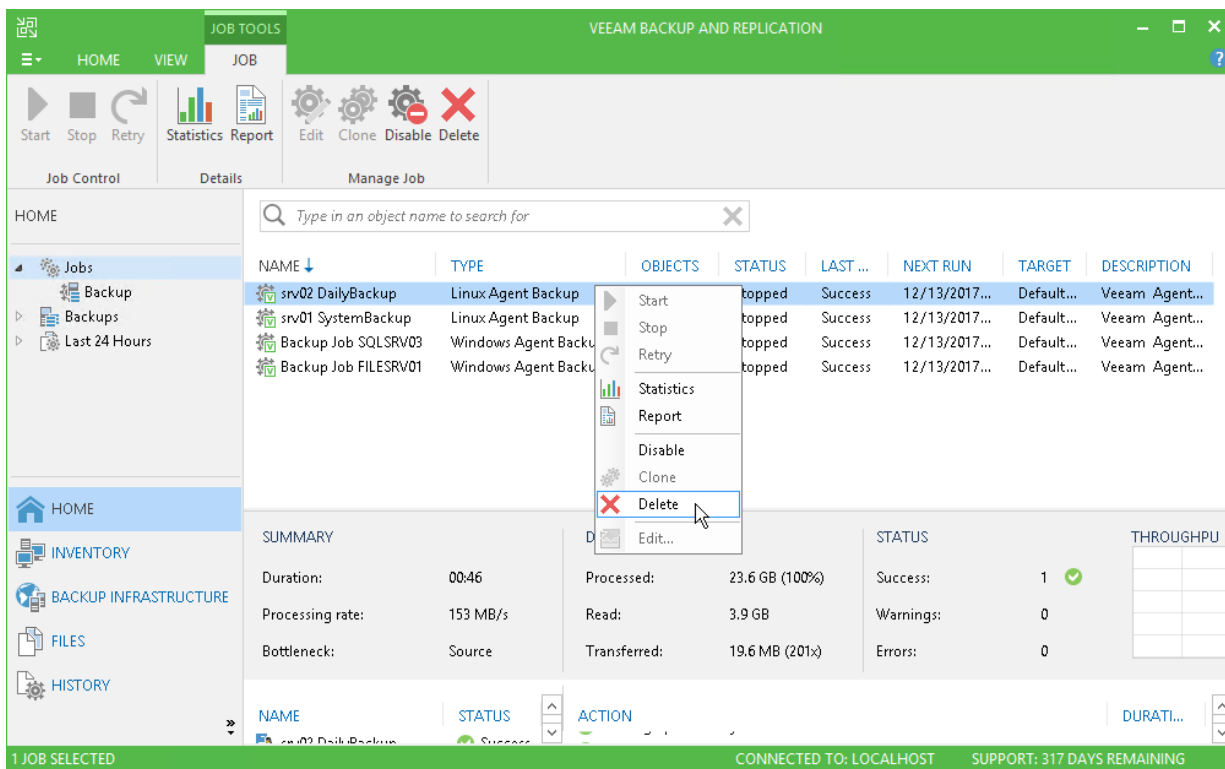 JOB TOOLS VEEAM BACKUP AND REPLICATION
HOME VIEW JOB
Start Stop Retry Statistics Report Edit Clone Disable Delete
Job Control Details Manage Job
HOME
Jobs
Backup
Backups
Last 24 Hours
Type in an object name to search for
NAME TYPE OBJECTS STATUS LAST ... NEXT RUN TARGET DESCRIPTION
srv02 DailyBackup Linux Agent Backup topped Success 12/13/2017... Default... Veeam Agent...
srv01 SystemBackup Linux Agent Backup topped Success 12/13/2017... Default... Veeam Agent...
Backup Job SQLSRV03 Windows Agent Backu topped Success 12/13/2017... Default... Veeam Agent...
Backup Job FILESRV01 Windows Agent Backu topped Success 12/13/2017... Default... Veeam Agent...
Start
Stop
Retry
Statistics
Report
Disable
Clone
Delete
Edit...
HOME
INVENTORY
BACKUP INFRASTRUCTURE
FILES
HISTORY
SUMMARY D STATUS THROUGHPU
Duration: 00:46 Processed: 23.6 GB (100%) Success: 1
Processing rate: 153 MB/s Read: 3.9 GB Warnings: 0
Bottleneck: Source Transferred: 19.6 MB (201x) Errors: 0
NAME STATUS ACTION DURATI...
srv02 DailyBackup Success
1 JOB SELECTED CONNECTED TO: LOCALHOST SUPPORT: 317 DAYS REMAINING